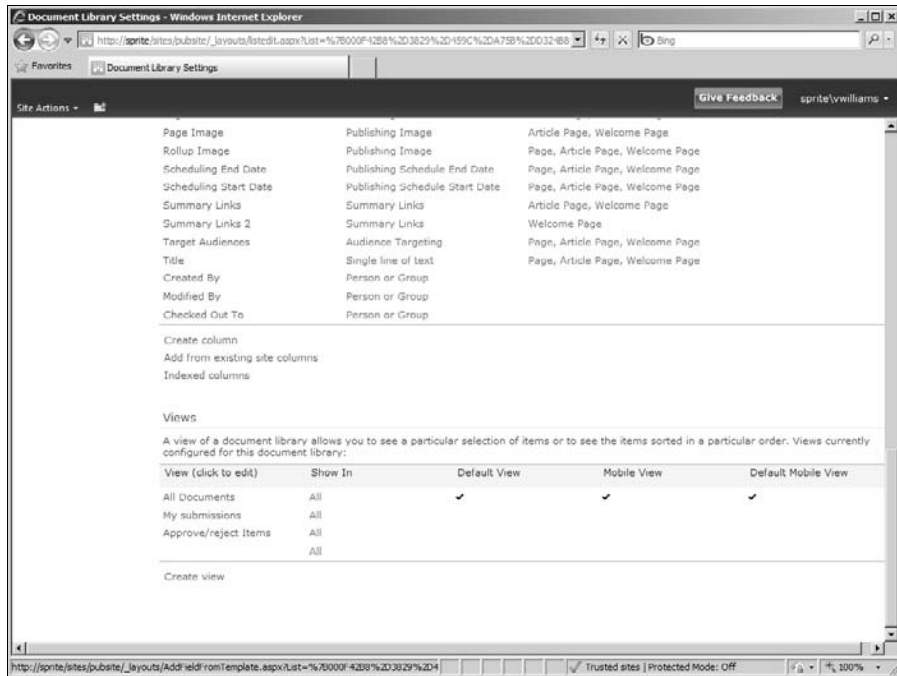 Document Library Settings - Windows Internet Explorer
http://sprite/sites/pubsite/_layouts/listedit.aspx?List=%7B000F42B8%2D3829%2D459C%2DA75B%2DD324B8
Bing
Favorites Document Library Settings
Site Actions Give Feedback sprite\vwilliams
Page Image Publishing Image Article Page, Welcome Page
Rollup Image Publishing Image Page, Article Page, Welcome Page
Scheduling End Date Publishing Schedule End Date Page, Article Page, Welcome Page
Scheduling Start Date Publishing Schedule Start Date Page, Article Page, Welcome Page
Summary Links Summary Links Article Page, Welcome Page
Summary Links 2 Summary Links Welcome Page
Target Audiences Audience Targeting Page, Article Page, Welcome Page
Title Single line of text Page, Article Page, Welcome Page
Created By Person or Group
Modified By Person or Group
Checked Out To Person or Group
Create column
Add from existing site columns
Indexed columns
Views
A view of a document library allows you to see a particular selection of items or to see the items sorted in a particular order. Views currently
configured for this document library:
View (click to edit) Show In Default View Mobile View Default Mobile View
All Documents All
My submissions All
Approve/reject Items All
All
Create view
http://sprite/sites/pubsite/_layouts/AddFieldFromTemplate.aspx?List=%7B000F42B8%2D3829%2D4 Trusted sites | Protected Mode: Off 100%